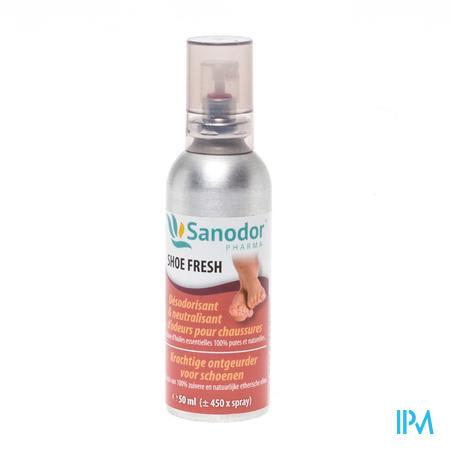 Sanodor®
PHARMA
SHOE FRESH
Désodorisant
& neutralisant
d'odeurs pour chaussures
d'huiles essentielles 100% pures et naturelles
Krachtige ontgeurder
voor schoenen
van 100% zuivere en natuurlijke etherische
e 50 ml (± 450 x spray)
IPM